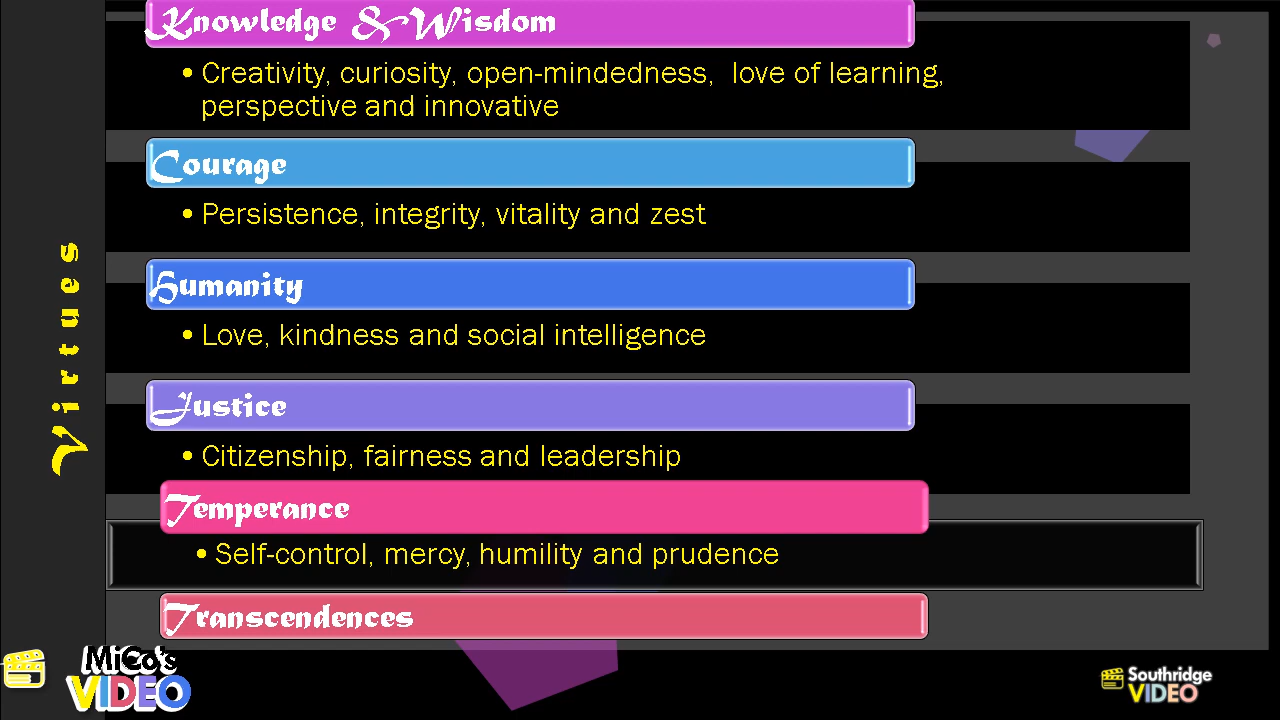 Knowledge & Wisdom
• Creativity, curiosity, open-mindedness,  love of learning,
perspective and innovative
Courage
• Persistence, integrity, vitality and zest
Humanity
• Love, kindness and social intelligence
Justice
• Citizenship, fairness and leadership
Temperance
• Self-control, mercy, humility and prudence
Transcendences
Virtues
MiCo's
VIDEO
Southridge
VIDEO